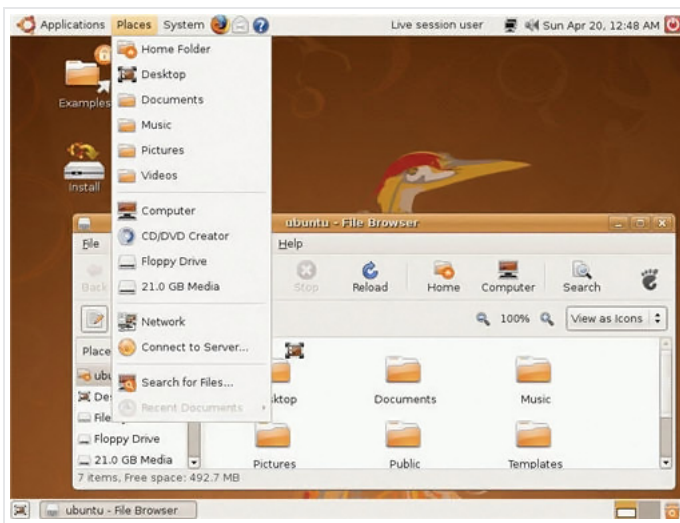 Applications Places System
Live session user
Sun Apr 20, 12:48 AM
Examples
Install
Home Folder
Desktop
Documents
Music
Pictures
Videos
Computer
CD/DVD Creator
Floppy Drive
21.0 GB Media
Network
Connect to Server...
Search for Files...
Recent Documents
ubuntu - File Browser
File
Help
Back
Stop
Reload
Home
Computer
Search
100%
View as Icons
Place
ubu
De
File
Floppy Drive
21.0 GB Media
ktop
Documents
Music
Pictures
Public
Templates
7 items, Free space: 492.7 MB
ubuntu - File Browser